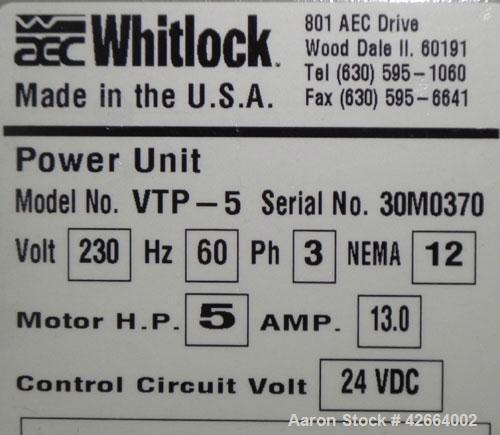 AEC Whitlock.
801 AEC Drive
Wood Dale Il. 60191
Tel (630) 595-1060
Fax (630) 595-6641
Made in the U.S.A.
Power Unit
Model No. VTP-5 Serial No. 30M0370
Volt 230 Hz 60 Ph 3 NEMA 12
Motor H.P. 5 AMP. 13.0
Control Circuit Volt 24 VDC
Aaron Stock # 42664002